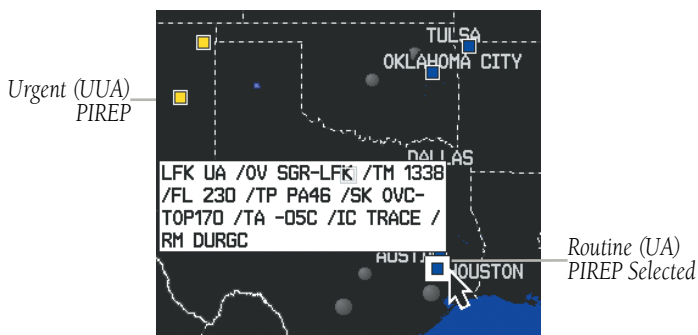 TULSA
OKLAHOMA CITY
Urgent (UUA)
PIREP
DALLAS
LFK UA /OV SGR-LFK /TM 1338
/FL 230 /TP PA46 /SK OVC-
TOP170 /TA -05C /IC TRACE /
RM DURGC
AUSTIN
HOUSTON
Routine (UA)
PIREP Selected